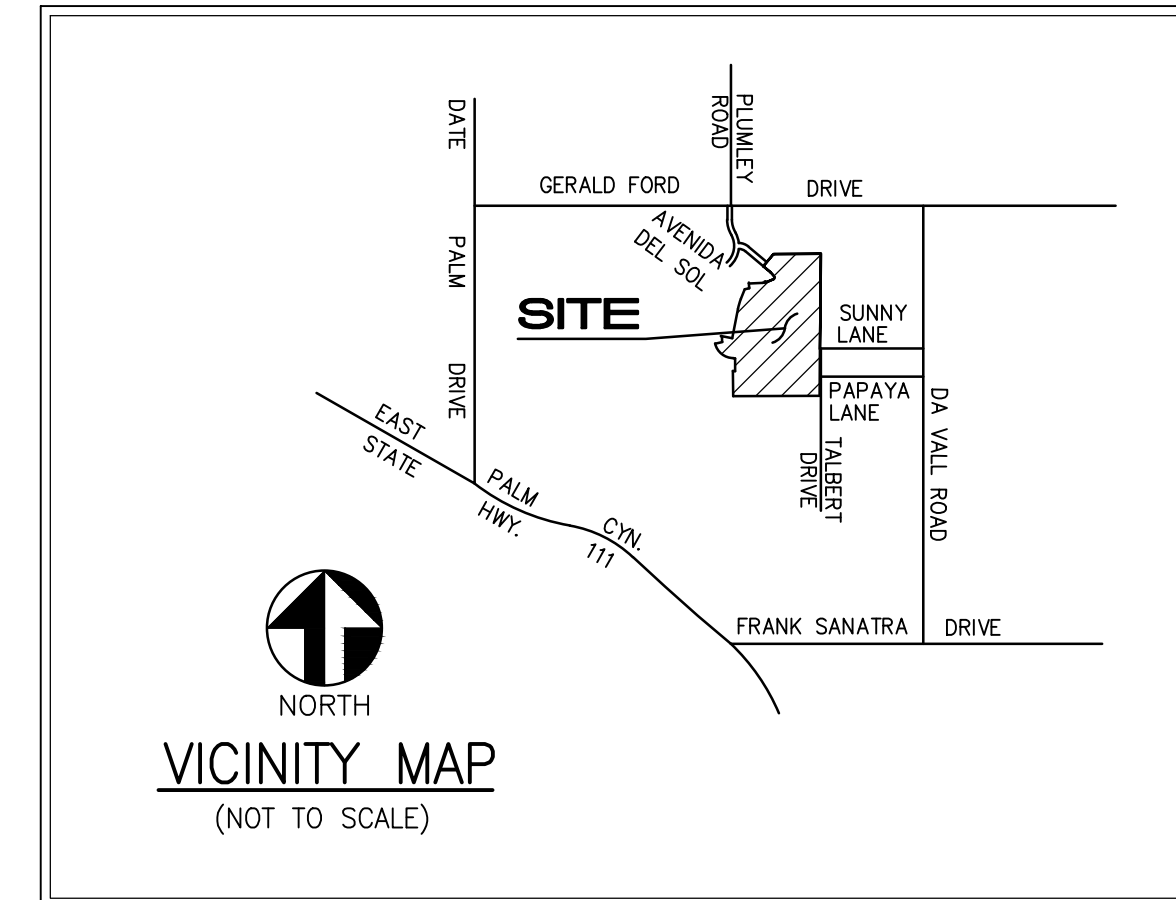 PLUMLEY
ROAD
DATE PALM DRIVE
GERALD FORD DRIVE
AVENIDA
DEL SOL
SITE
SUNNY
LANE
PAPAYA
LANE
TALBERT
DRIVE
DA VALL ROAD
EAST PALM CYN.
STATE HWY. 111
FRANK SANATRA DRIVE
NORTH
VICINITY MAP
(NOT TO SCALE)